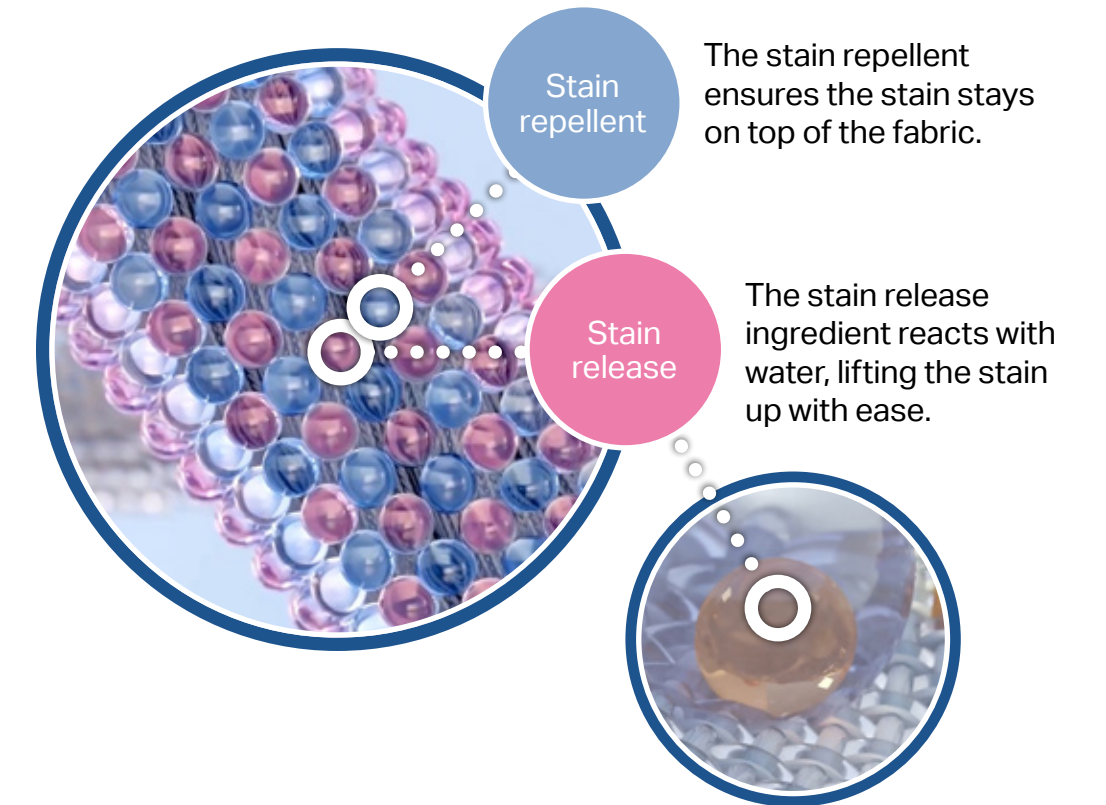 Stain
repellent
The stain repellent
ensures the stain stays
on top of the fabric.
Stain
release
The stain release
ingredient reacts with
water, lifting the stain
up with ease.